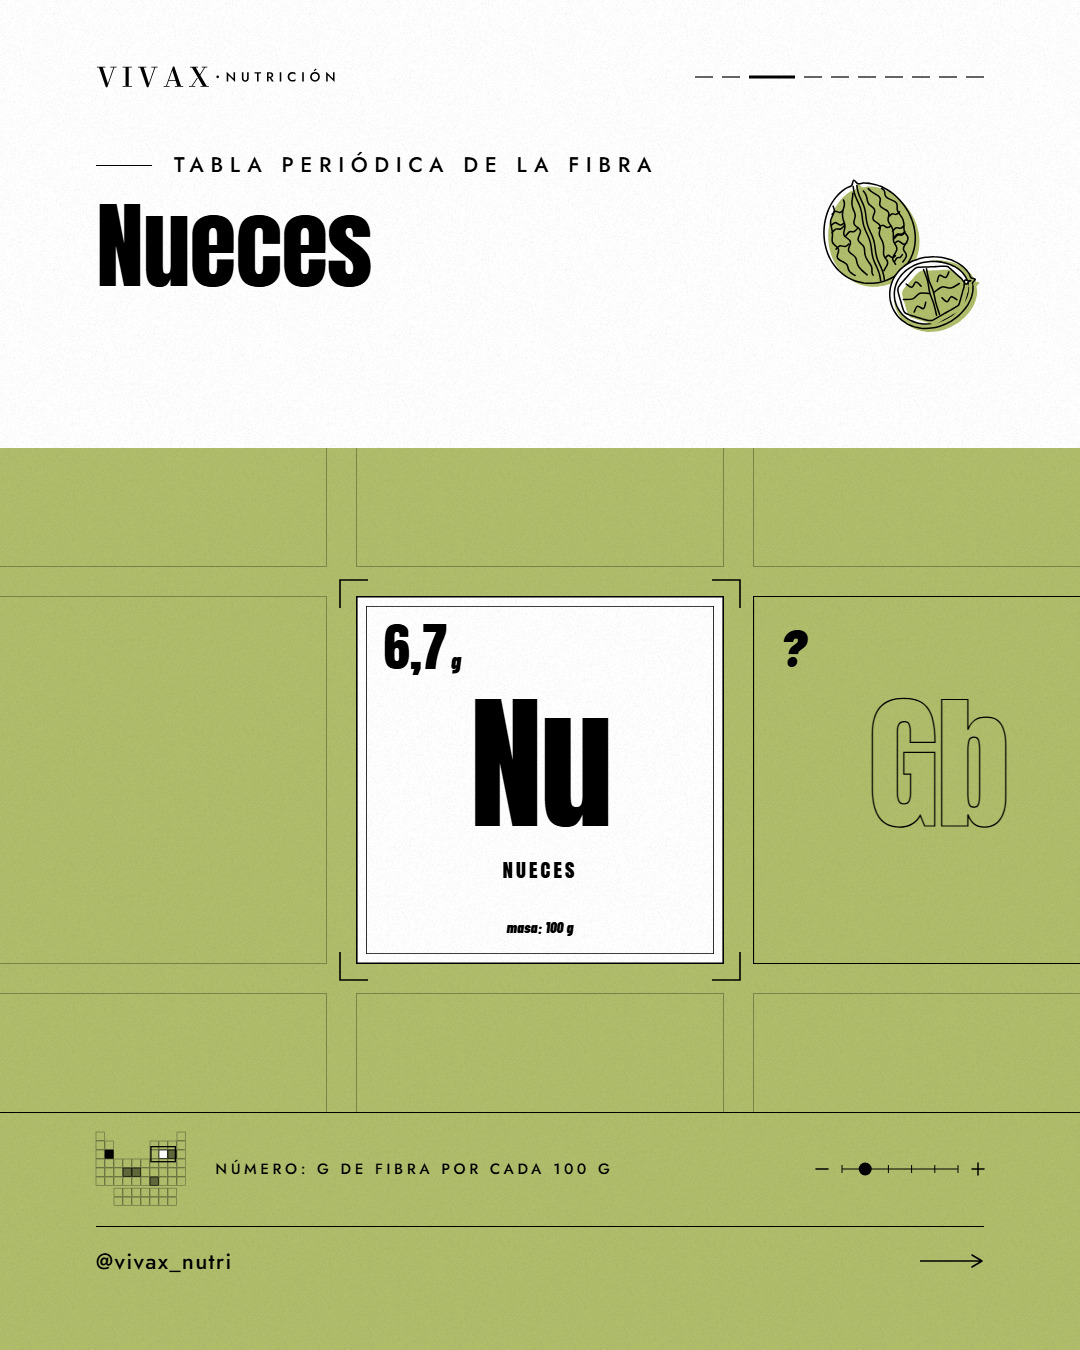 VIVAX·NUTRICIÓN
TABLA PERIÓDICA DE LA FIBRA
Nueces
6,7 g
Nu
NUECES
masa: 100 g
?
Gb
NÚMERO: G DE FIBRA POR CADA 100 G
@vivax_nutri